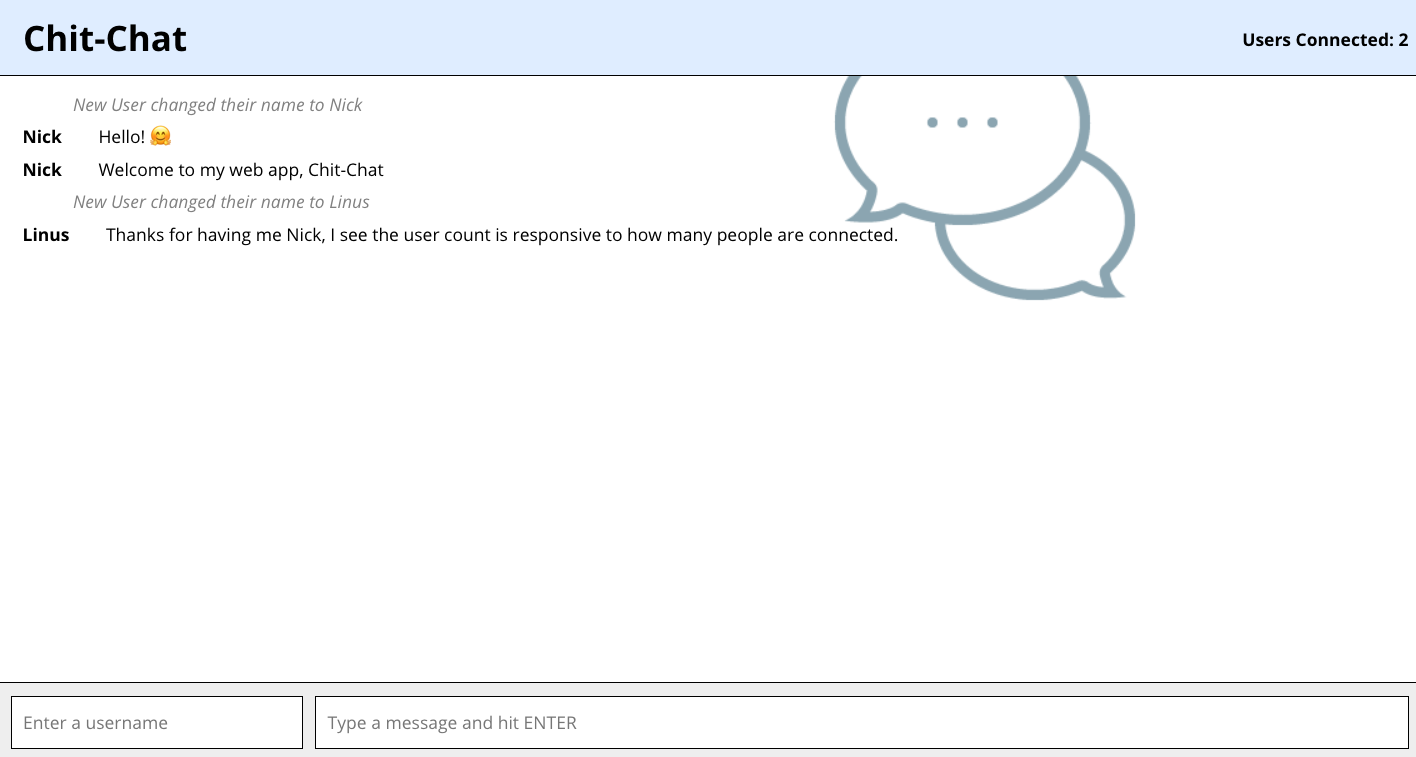 Chit-Chat
Users Connected: 2
New User changed their name to Nick
Nick Hello! 🤗
Nick Welcome to my web app, Chit-Chat
New User changed their name to Linus
Linus Thanks for having me Nick, I see the user count is responsive to how many people are connected.
Enter a username
Type a message and hit ENTER